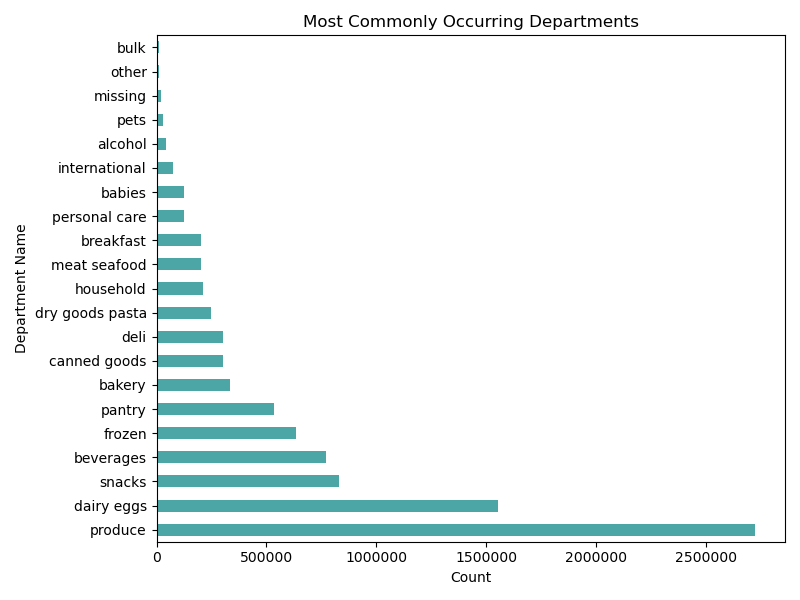 Most Commonly Occurring Departments
bulk
other
missing
pets
alcohol
international
babies
personal care
breakfast
meat seafood
household
dry goods pasta
deli
canned goods
bakery
pantry
frozen
beverages
snacks
dairy eggs
produce
Department Name
0 500000 1000000 1500000 2000000 2500000
Count